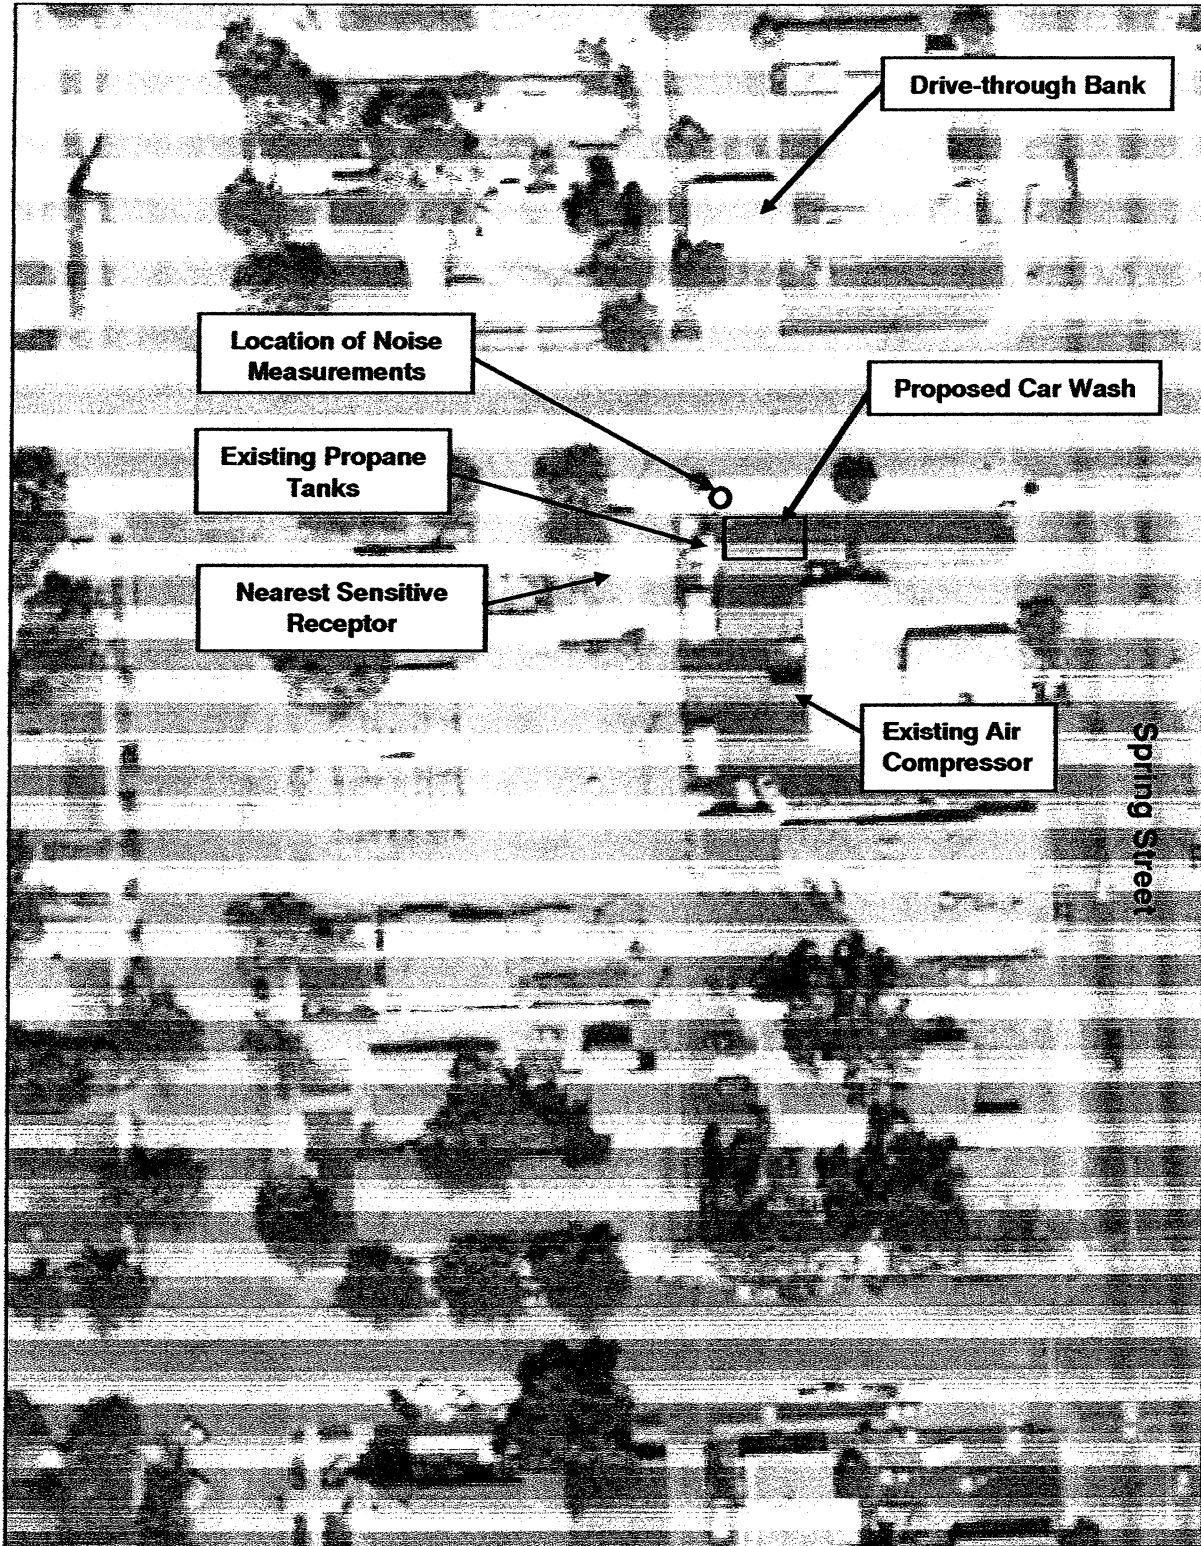 Drive-through Bank
Location of Noise
Measurements
Proposed Car Wash
Existing Propane
Tanks
Nearest Sensitive
Receptor
Existing Air
Compressor
Spring Street